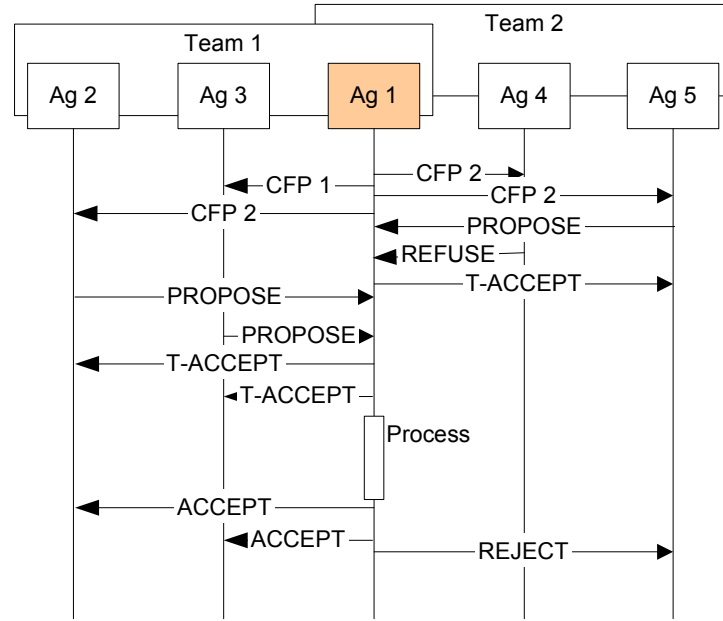 Team 1
Team 2
Ag 2
Ag 3
Ag 1
Ag 4
Ag 5
CFP 2
CFP 1
CFP 2
CFP 2
PROPOSE
REFUSE
T-ACCEPT
PROPOSE
PROPOSE
T-ACCEPT
T-ACCEPT
Process
ACCEPT
ACCEPT
REJECT